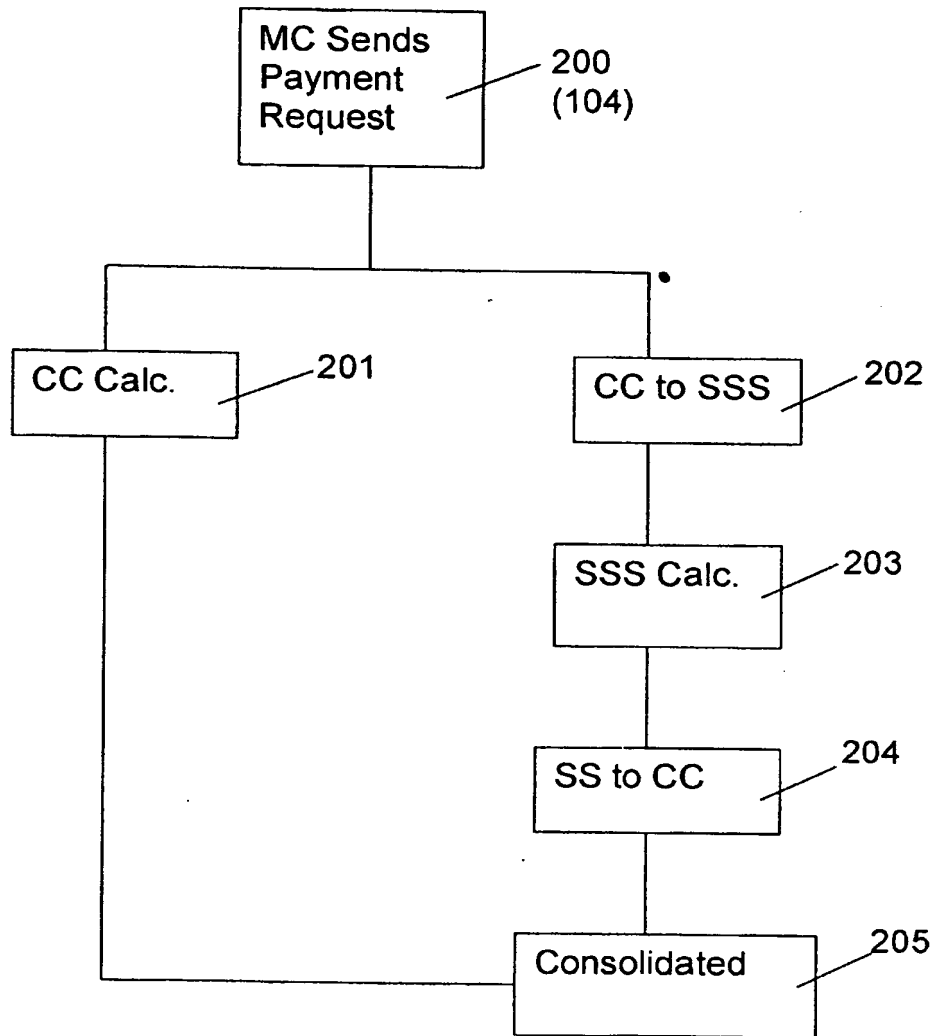 MC Sends
Payment
Request
200
(104)
CC Calc.
201
CC to SSS
202
SSS Calc.
203
SS to CC
204
Consolidated
205